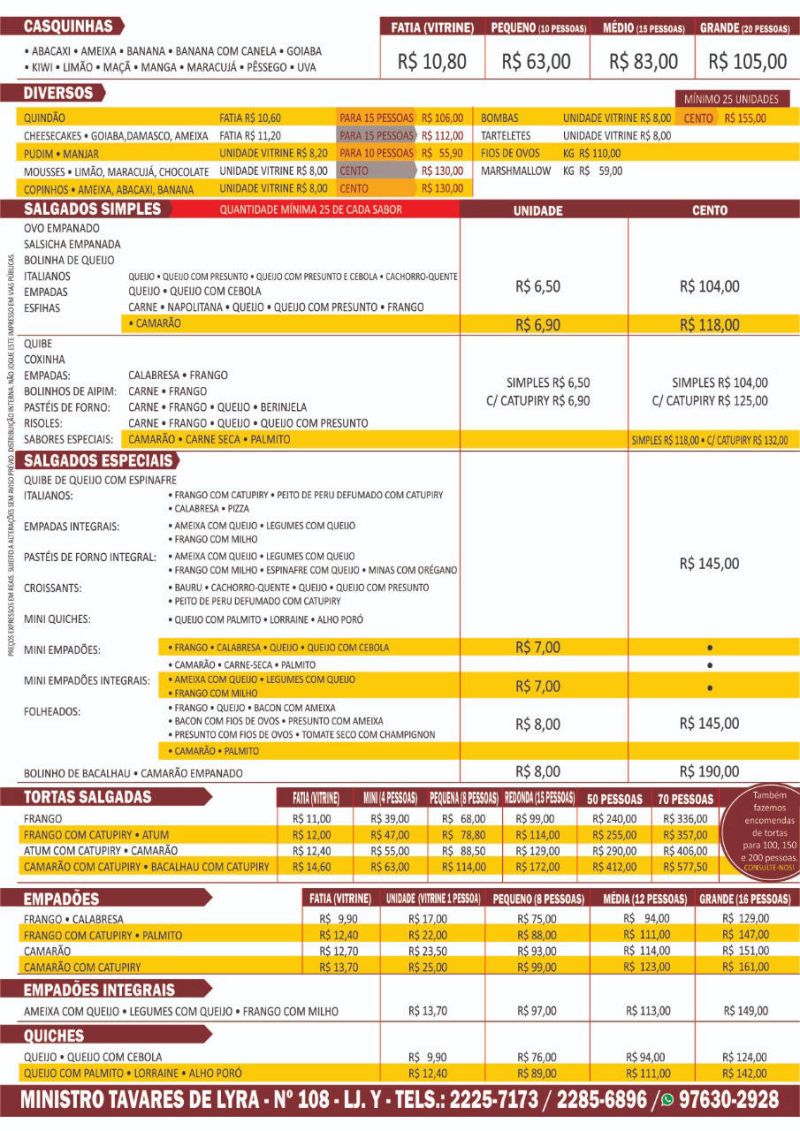 CASQUINHAS FATIA (VITRINE) PEQUENO (10 PESSOAS) MÉDIO (15 PESSOAS) GRANDE (20 PESSOAS)
• ABACAXI • AMEIXA • BANANA • BANANA COM CANELA • GOIABA
• KIWI • LIMÃO • MAÇÃ • MANGA • MARACUJÁ • PÊSSEGO • UVA
R$ 10,80 R$ 63,00 R$ 83,00 R$ 105,00
DIVERSOS
MÍNIMO 25 UNIDADES
QUINDÃO FATIA R$ 10,60 PARA 15 PESSOAS R$ 106,00 BOMBAS UNIDADE VITRINE R$ 8,00 CENTO R$ 155,00
CHEESECAKES • GOIABA,DAMASCO, AMEIXA FATIA R$ 11,20 PARA 15 PESSOAS R$ 112,00 TARTELETES UNIDADE VITRINE R$ 8,00
PUDIM • MANJAR UNIDADE VITRINE R$ 8,20 PARA 10 PESSOAS R$ 55,90 FIOS DE OVOS KG R$ 110,00
MOUSSES • LIMÃO, MARACUJÁ, CHOCOLATE UNIDADE VITRINE R$ 8,00 CENTO R$ 130,00 MARSHMALLOW KG R$ 59,00
COPINHOS • AMEIXA, ABACAXI, BANANA UNIDADE VITRINE R$ 8,00 CENTO R$ 130,00
SALGADOS SIMPLES QUANTIDADE MÍNIMA 25 DE CADA SABOR UNIDADE CENTO
OVO EMPANADO
SALSICHA EMPANADA
BOLINHA DE QUEIJO
ITALIANOS QUEIJO • QUEIJO COM PRESUNTO • QUEIJO COM PRESUNTO E CEBOLA • CACHORRO-QUENTE
EMPADAS QUEIJO • QUEIJO COM CEBOLA
R$ 6,50 R$ 104,00
ESFIHAS CARNE • NAPOLITANA • QUEIJO • QUEIJO COM PRESUNTO • FRANGO
• CAMARÃO R$ 6,90 R$ 118,00
QUIBE
COXINHA
EMPADAS: CALABRESA • FRANGO
SIMPLES R$ 6,50 SIMPLES R$ 104,00
BOLINHOS DE AIPIM: CARNE • FRANGO
C/ CATUPIRY R$ 6,90 C/ CATUPIRY R$ 125,00
PASTÉIS DE FORNO: CARNE • FRANGO • QUEIJO • BERINJELA
RISOLES: CARNE • FRANGO • QUEIJO • QUEIJO COM PRESUNTO
SABORES ESPECIAIS: CAMARÃO • CARNE SECA • PALMITO SIMPLES R$ 118,00 • C/ CATUPIRY R$ 132,00
SALGADOS ESPECIAIS
QUIBE DE QUEIJO COM ESPINAFRE
ITALIANOS: • FRANGO COM CATUPIRY • PEITO DE PERU DEFUMADO COM CATUPIRY
• CALABRESA • PIZZA
EMPADAS INTEGRAIS: • AMEIXA COM QUEIJO • LEGUMES COM QUEIJO
• FRANGO COM MILHO
PASTÉIS DE FORNO INTEGRAL: • AMEIXA COM QUEIJO • LEGUMES COM QUEIJO
R$ 145,00
• FRANGO COM MILHO • ESPINAFRE COM QUEIJO • MINAS COM ORÉGANO
CROISSANTS: • BAURU • CACHORRO-QUENTE • QUEIJO • QUEIJO COM PRESUNTO
• PEITO DE PERU DEFUMADO COM CATUPIRY
MINI QUICHES: • QUEIJO COM PALMITO • LORRAINE • ALHO PORÓ
MINI EMPADÕES: • FRANGO • CALABRESA • QUEIJO • QUEIJO COM CEBOLA R$ 7,00 •
• CAMARÃO • CARNE-SECA • PALMITO •
MINI EMPADÕES INTEGRAIS: • AMEIXA COM QUEIJO • LEGUMES COM QUEIJO
• FRANGO COM MILHO R$ 7,00 •
FOLHEADOS: • FRANGO • QUEIJO • BACON COM AMEIXA
• BACON COM FIOS DE OVOS • PRESUNTO COM AMEIXA R$ 8,00 R$ 145,00
• PRESUNTO COM FIOS DE OVOS • TOMATE SECO COM CHAMPIGNON
• CAMARÃO • PALMITO
BOLINHO DE BACALHAU • CAMARÃO EMPANADO R$ 8,00 R$ 190,00
PREÇOS EXPRESSOS EM REAIS, SUJEITO A ALTERAÇÕES SEM AVISO PRÉVIO. DISTRIBUIÇÃO INTERNA. NÃO JOGUE ESTE IMPRESSO EM VIAS PÚBLICAS.
TORTAS SALGADAS FATIA (VITRINE) MINI (4 PESSOAS) PEQUENA (8 PESSOAS) REDONDA (15 PESSOAS) 50 PESSOAS 70 PESSOAS
FRANGO R$ 11,00 R$ 39,00 R$ 68,00 R$ 99,00 R$ 240,00 R$ 336,00
FRANGO COM CATUPIRY • ATUM R$ 12,00 R$ 47,00 R$ 78,80 R$ 114,00 R$ 255,00 R$ 357,00
ATUM COM CATUPIRY • CAMARÃO R$ 12,40 R$ 55,00 R$ 88,50 R$ 129,00 R$ 290,00 R$ 406,00
CAMARÃO COM CATUPIRY • BACALHAU COM CATUPIRY R$ 14,60 R$ 63,00 R$ 114,00 R$ 172,00 R$ 412,00 R$ 577,50
Também
fazemos
encomendas
de tortas
para 100, 150
e 200 pessoas.
CONSULTE-NOS!
EMPADÕES FATIA (VITRINE) UNIDADE (VITRINE 1 PESSOA) PEQUENO (8 PESSOAS) MÉDIA (12 PESSOAS) GRANDE (16 PESSOAS)
FRANGO • CALABRESA R$ 9,90 R$ 17,00 R$ 75,00 R$ 94,00 R$ 129,00
FRANGO COM CATUPIRY • PALMITO R$ 12,40 R$ 22,00 R$ 88,00 R$ 111,00 R$ 147,00
CAMARÃO R$ 12,70 R$ 23,50 R$ 93,00 R$ 114,00 R$ 151,00
CAMARÃO COM CATUPIRY R$ 13,70 R$ 25,00 R$ 99,00 R$ 123,00 R$ 161,00
EMPADÕES INTEGRAIS
AMEIXA COM QUEIJO • LEGUMES COM QUEIJO • FRANGO COM MILHO R$ 13,70 R$ 97,00 R$ 113,00 R$ 149,00
QUICHES
QUEIJO • QUEIJO COM CEBOLA R$ 9,90 R$ 76,00 R$ 94,00 R$ 124,00
QUEIJO COM PALMITO • LORRAINE • ALHO PORÓ R$ 12,40 R$ 89,00 R$ 111,00 R$ 142,00
MINISTRO TAVARES DE LYRA - Nº 108 - LJ. Y - TELS.: 2225-7173 / 2285-6896 / 97630-2928